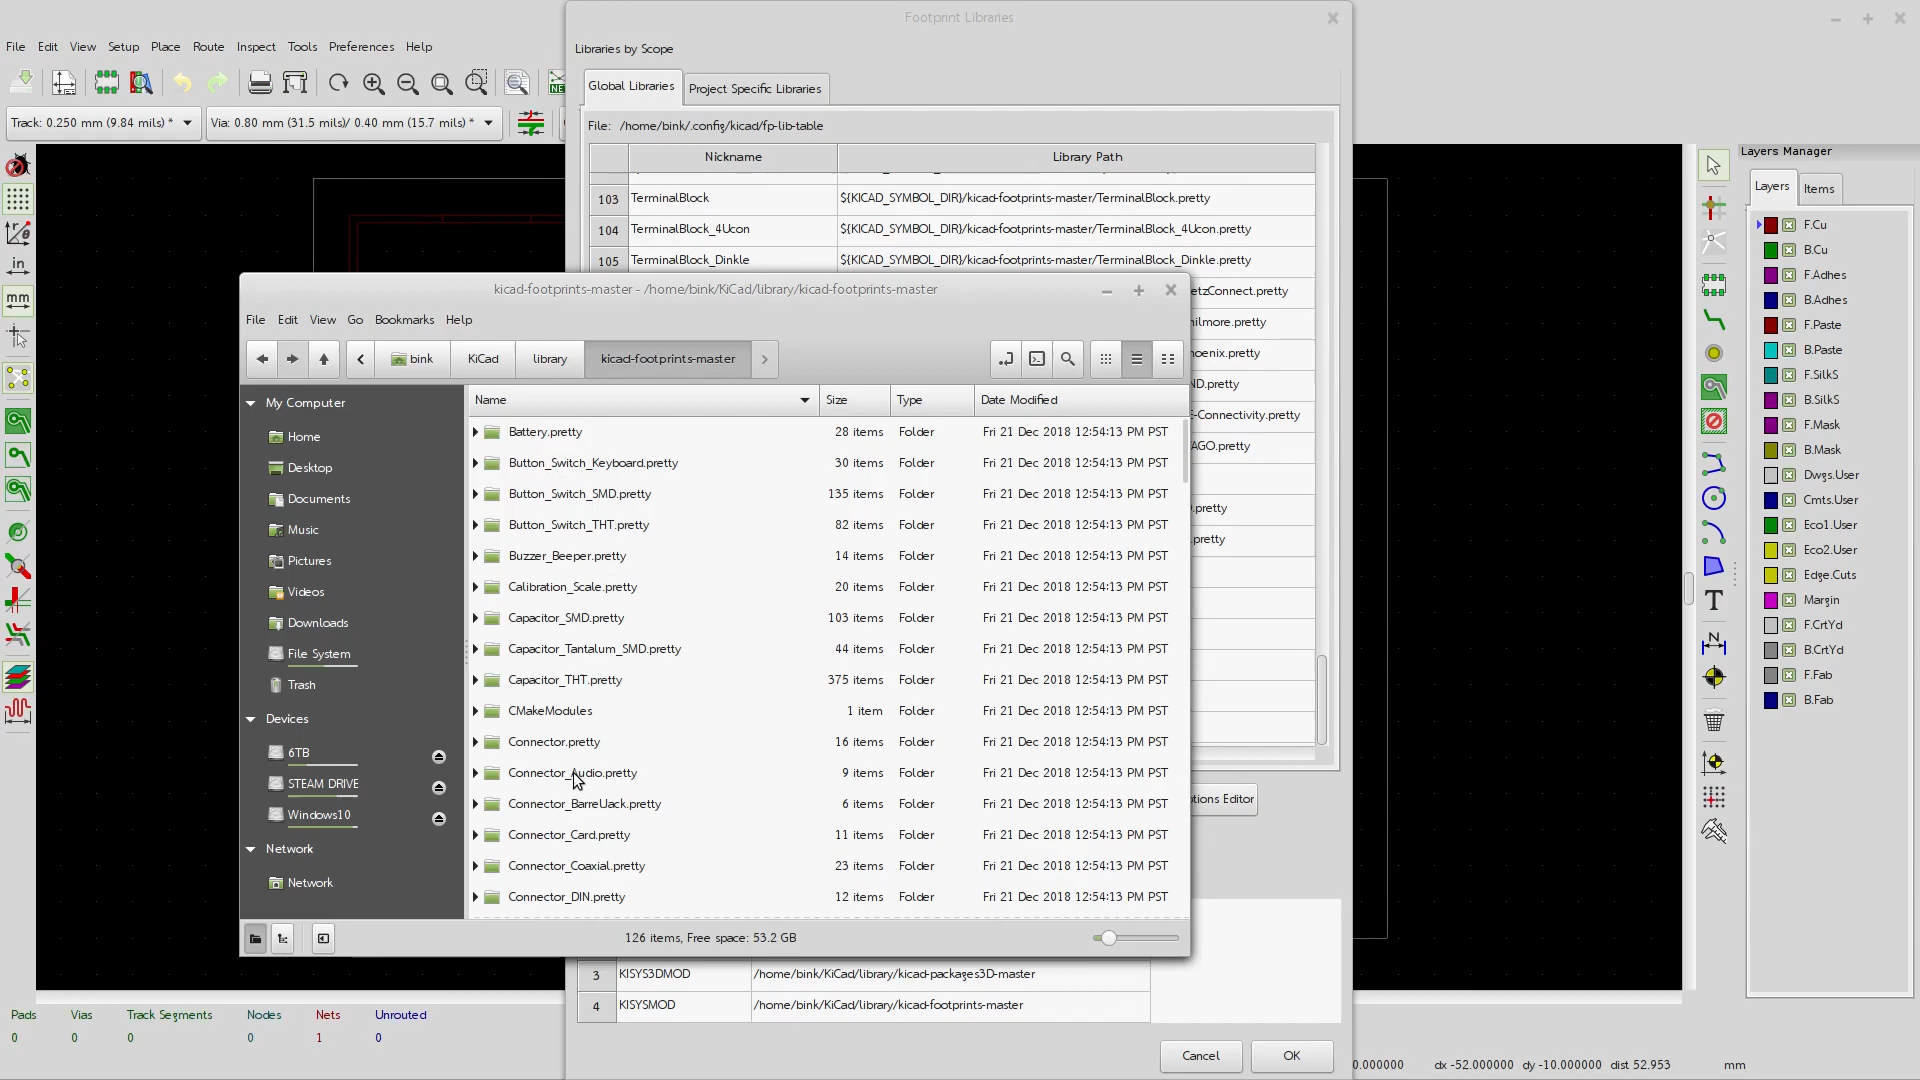 Footprint Libraries
File Edit View Setup Place Route Inspect Tools Preferences Help
Libraries by Scope
Global Libraries Project Specific Libraries
NEW
Track: 0.250 mm (9.84 mils) * Via: 0.80 mm (31.5 mil)/ 0.40 mm (15.7 mils) *
File: /home/bink/.config/kicad/fp-lib-table
Nickname Library Path
103 TerminalBlock ${KICAD_SYMBOL_DIR}/kicad-footprints-master/TerminalBlock.pretty
104 TerminalBlock_4Ucon ${KICAD_SYMBOL_DIR}/kicad-footprints-master/TerminalBlock_4Ucon.pretty
105 TerminalBlock_Dinkle ${KICAD_SYMBOL_DIR}/kicad-footprints-master/TerminalBlock_Dinkle.pretty
etzConnect.pretty
hilmore.pretty
hoenix.pretty
ND.pretty
E-Connectivity.pretty
AGO.pretty
.pretty
.pretty
in
mm
kicad-footprints-master - /home/bink/KiCad/library/kicad-footprints-master
File Edit View Go Bookmarks Help
bink KiCad library kicad-footprints-master
My Computer
Home
Desktop
Documents
Music
Pictures
Videos
Downloads
File System
Trash
Devices
6TB
STEAM DRIVE
Windows10
Network
Network
Name Size Type Date Modified
Battery.pretty 28 items Folder Fri 21 Dec 2018 12:54:13 PM PST
Button_Switch_Keyboard.pretty 30 items Folder Fri 21 Dec 2018 12:54:13 PM PST
Button_Switch_SMD.pretty 135 items Folder Fri 21 Dec 2018 12:54:13 PM PST
Button_Switch_THT.pretty 82 items Folder Fri 21 Dec 2018 12:54:13 PM PST
Buzzer_Beeper.pretty 14 items Folder Fri 21 Dec 2018 12:54:13 PM PST
Calibration_Scale.pretty 20 items Folder Fri 21 Dec 2018 12:54:13 PM PST
Capacitor_SMD.pretty 103 items Folder Fri 21 Dec 2018 12:54:13 PM PST
Capacitor_Tantalum_SMD.pretty 44 items Folder Fri 21 Dec 2018 12:54:13 PM PST
Capacitor_THT.pretty 375 items Folder Fri 21 Dec 2018 12:54:13 PM PST
CMakeModules 1 item Folder Fri 21 Dec 2018 12:54:13 PM PST
Connector.pretty 16 items Folder Fri 21 Dec 2018 12:54:13 PM PST
Connector_Audio.pretty 9 items Folder Fri 21 Dec 2018 12:54:13 PM PST
Connector_BarrelJack.pretty 6 items Folder Fri 21 Dec 2018 12:54:13 PM PST
Connector_Card.pretty 11 items Folder Fri 21 Dec 2018 12:54:13 PM PST
Connector_Coaxial.pretty 23 items Folder Fri 21 Dec 2018 12:54:13 PM PST
Connector_DIN.pretty 12 items Folder Fri 21 Dec 2018 12:54:13 PM PST
126 items, Free space: 53.2 GB
tions Editor
3 KISYS3DMOD /home/bink/KiCad/library/kicad-packages3D-master
4 KISYSMOD /home/bink/KiCad/library/kicad-footprints-master
Cancel OK
Layers Manager
Layers Items
F.Cu
B.Cu
F.Adhes
B.Adhes
F.Paste
B.Paste
F.SilkS
B.SilkS
F.Mask
B.Mask
Dwgs.User
Cmts.User
Eco1.User
Eco2.User
Edge.Cuts
Margin
F.CrtYd
B.CrtYd
F.Fab
B.Fab
Pads Vias Track Segments Nodes Nets Unrouted
0 0 0 0 1 0
0.000000 dx -52.000000 dy -10.000000 dist 52.953 mm